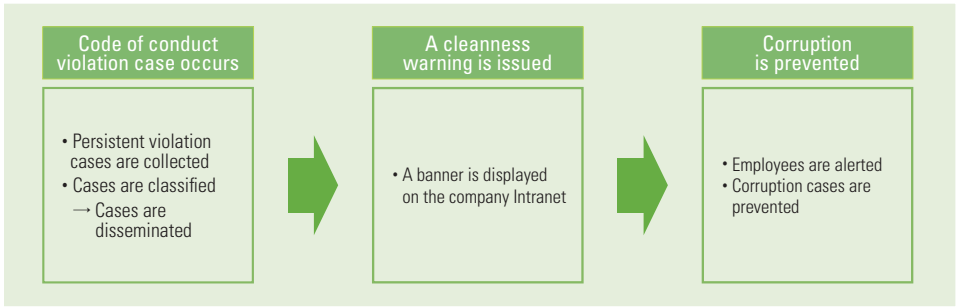 Code of conduct
violation case occurs
• Persistent violation
cases are collected
• Cases are classified
→ Cases are
disseminated
A cleanness
warning is issued
• A banner is displayed
on the company Intranet
Corruption
is prevented
• Employees are alerted
• Corruption cases are
prevented